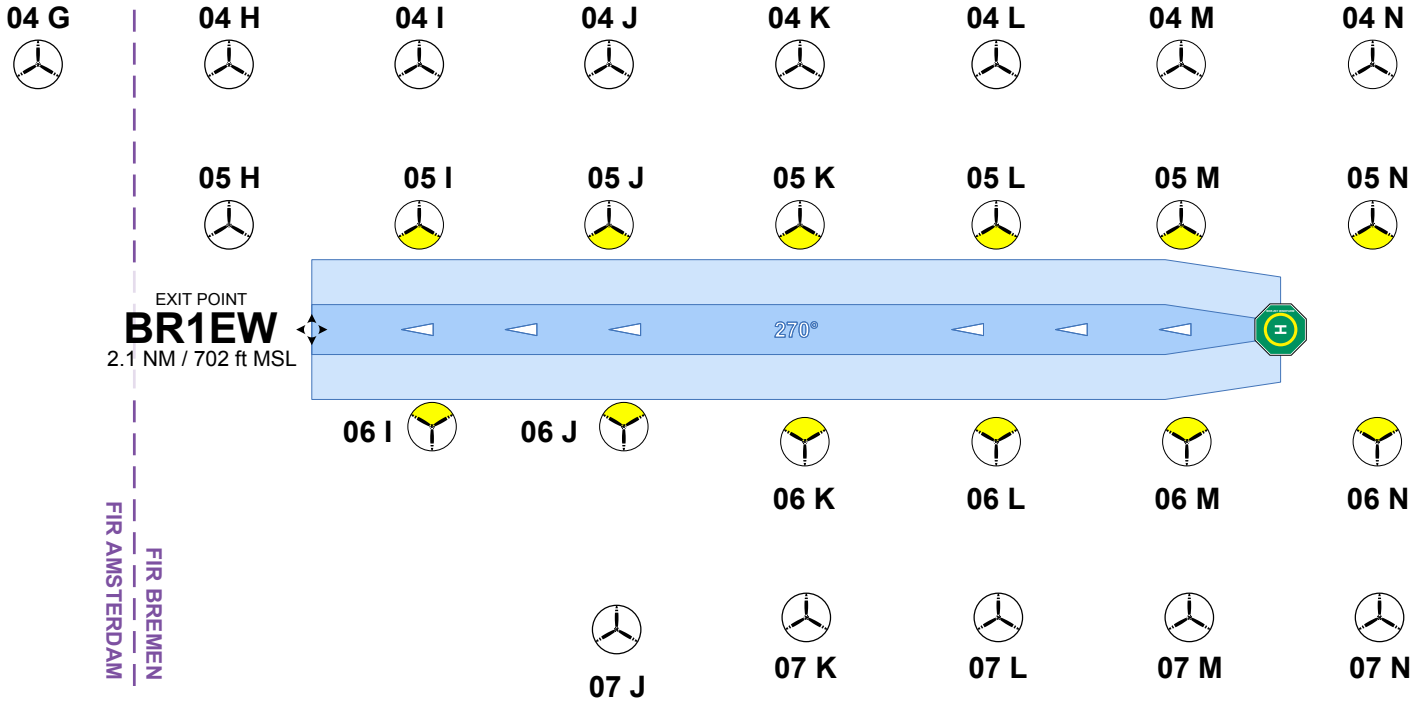 04 G
04 H
04 I
04 J
04 K
04 L
04 M
04 N
05 H
05 I
05 J
05 K
05 L
05 M
05 N
EXIT POINT
BR1EW
2.1 NM / 702 ft MSL
270°
H
06 I
06 J
06 K
06 L
06 M
06 N
FIR AMSTERDAM
FIR BREMEN
07 J
07 K
07 L
07 M
07 N